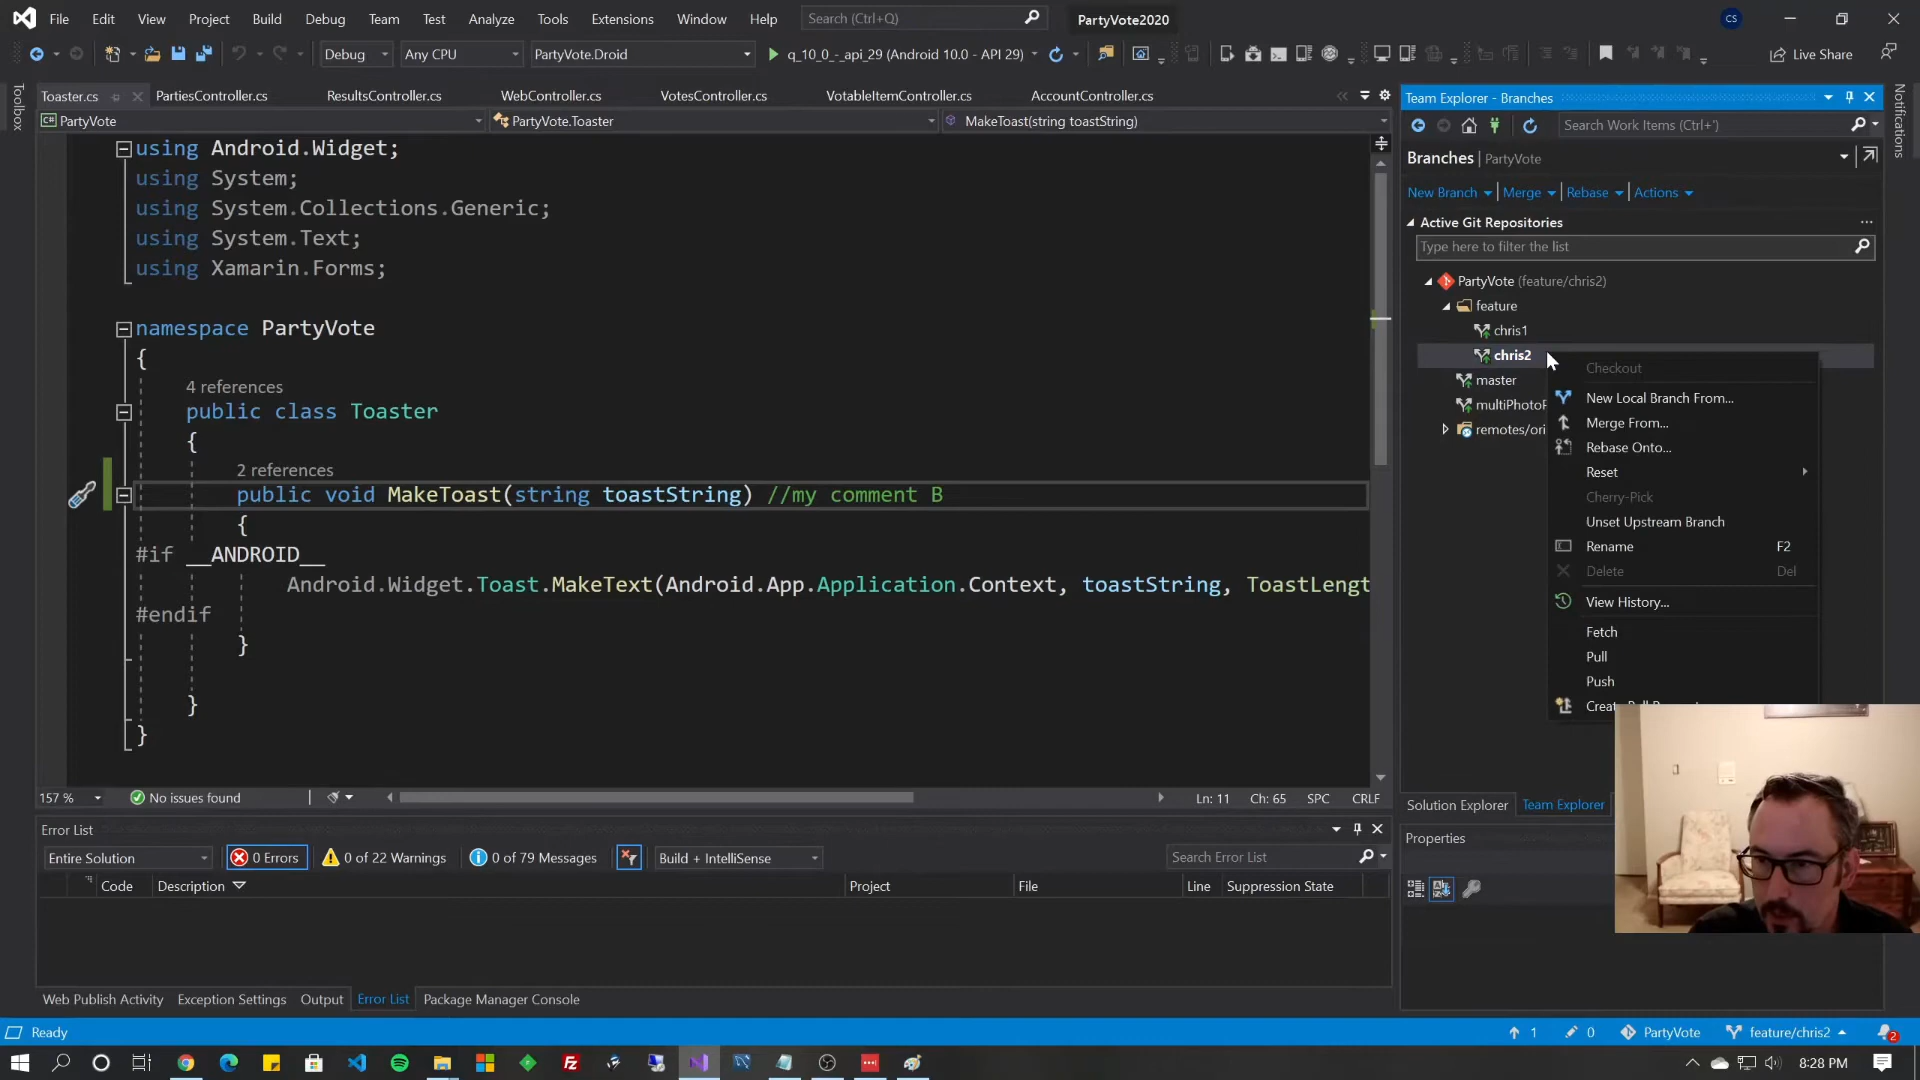 File Edit View Project Build Debug Team Test Analyze Tools Extensions Window Help Search (Ctrl+Q) PartyVote2020 CS
Debug Any CPU PartyVote.Droid q_10_0_-_api_29 (Android 10.0 - API 29) Live Share
Toolbox
Toaster.cs PartiesController.cs ResultsController.cs WebController.cs VotesController.cs VotableItemController.cs AccountController.cs
PartyVote PartyVote.Toaster MakeToast(string toastString)
using Android.Widget;
using System;
using System.Collections.Generic;
using System.Text;
using Xamarin.Forms;
namespace PartyVote
{
4 references
public class Toaster
{
2 references
public void MakeToast(string toastString) //my comment B
{
#if __ANDROID__
Android.Widget.Toast.MakeText(Android.App.Application.Context, toastString, ToastLengt
#endif
}
}
}
157 % No issues found Ln: 11 Ch: 65 SPC CRLF
Team Explorer - Branches
Search Work Items (Ctrl+')
Branches | PartyVote
New Branch Merge Rebase Actions
Active Git Repositories
Type here to filter the list
PartyVote (feature/chris2)
feature
chris1
chris2
master
multiPhoto
remotes/ori
Checkout
New Local Branch From...
Merge From...
Rebase Onto...
Reset
Cherry-Pick
Unset Upstream Branch
Rename F2
Delete Del
View History...
Fetch
Pull
Push
Notifications
Solution Explorer Team Explorer
Properties
Error List
Entire Solution 0 Errors 0 of 22 Warnings 0 of 79 Messages Build + IntelliSense Search Error List
Code Description Project File Line Suppression State
Web Publish Activity Exception Settings Output Error List Package Manager Console
Ready 1 0 PartyVote feature/chris2 2
8:28 PM